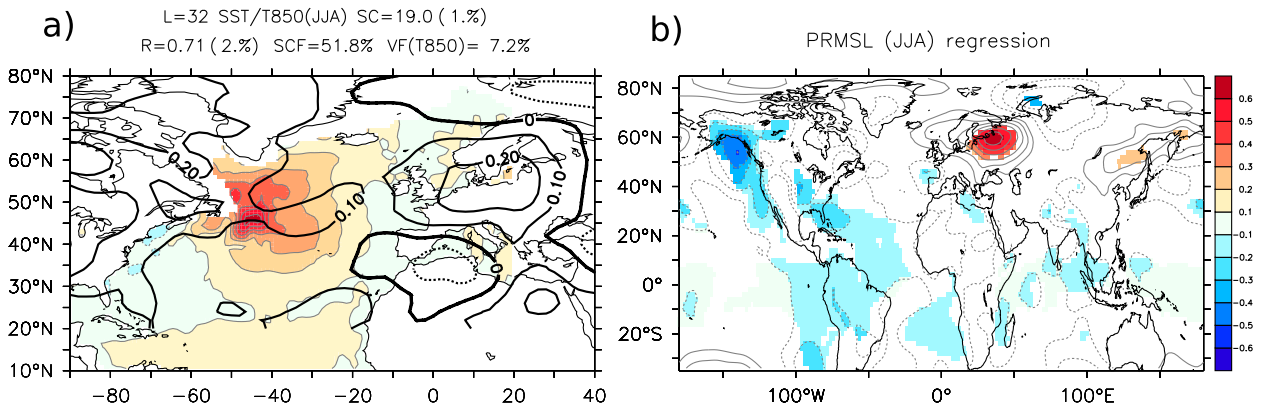 a)
L=32 SST/T850(JJA) SC=19.0 (1.%)
R=0.71 (2.%) SCF=51.8% VF(T850)= 7.2%
80°N
70°N
60°N
50°N
40°N
30°N
20°N
10°N
-80 -60 -40 -20 0 20 40
0.20
0.10
0
0.20
0.10
0
b)
PRMSL (JJA) regression
80°N
60°N
40°N
20°N
0°
20°S
100°W 0° 100°E
0.6
0.5
0.4
0.3
0.2
0.1
-0.1
-0.2
-0.3
-0.4
-0.5
-0.6